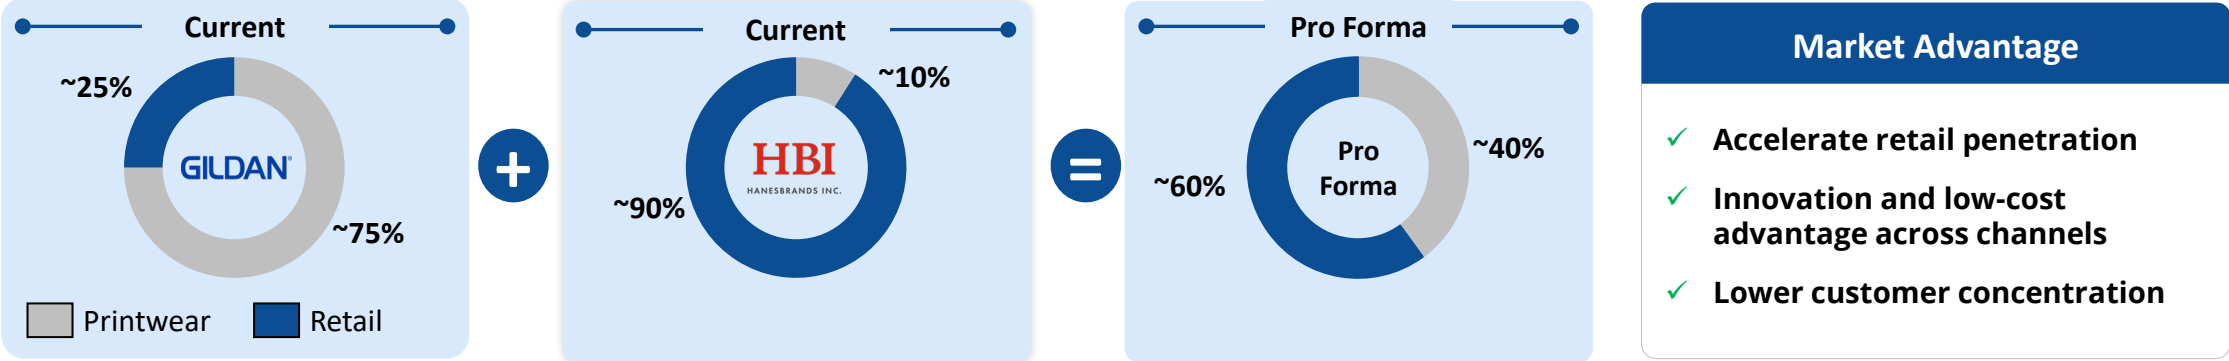 Current
~25%
GILDAN®
~75%
Printwear
Retail
+
Current
~10%
HBI
HANESBRANDS INC.
~90%
=
Pro Forma
~40%
Pro
Forma
~60%
Market Advantage
✓ Accelerate retail penetration
✓ Innovation and low-cost
advantage across channels
✓ Lower customer concentration